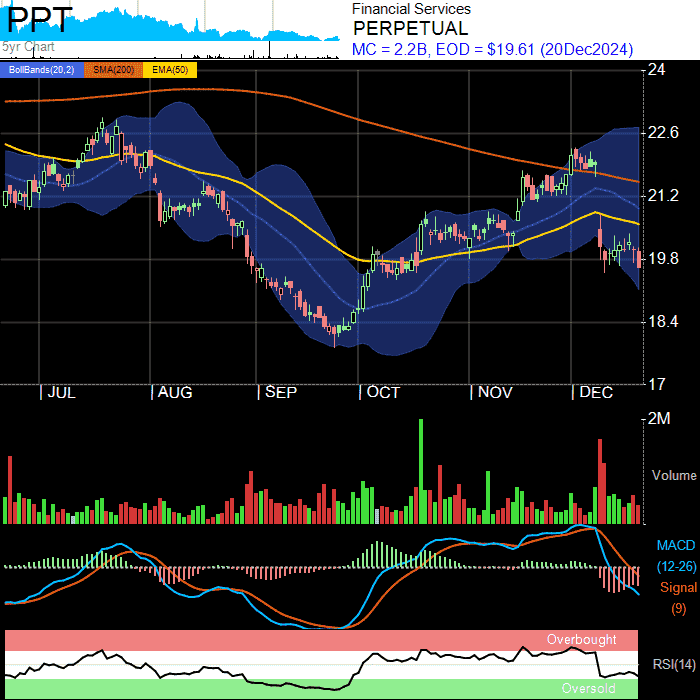 PPT
5yr Chart
Financial Services
PERPETUAL
MC = 2.2B, EOD = $19.61 (20Dec2024)
BollBands(20,2) SMA(200) EMA(50)
24
22.6
21.2
19.8
18.4
17
JUL AUG SEP OCT NOV DEC
2M
Volume
MACD
(12-26)
Signal
(9)
Overbought
RSI(14)
Oversold